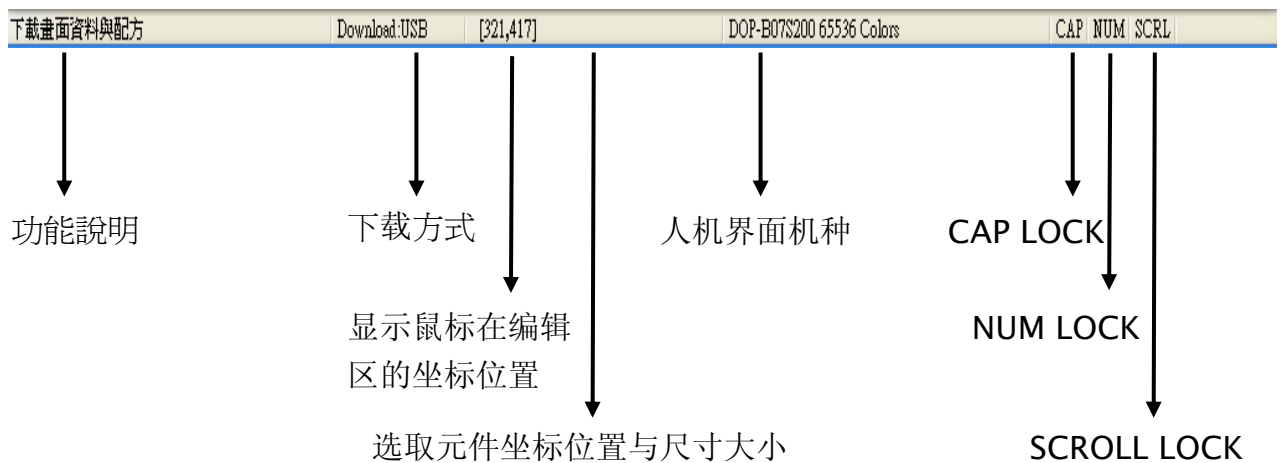 下載畫面資料與配方 Download:USB [321,417] DOP-B07S200 65536 Colors CAP NUM SCRL
功能說明 下载方式 人机界面机种 CAP LOCK
显示鼠标在编辑
区的坐标位置
NUM LOCK
选取元件坐标位置与尺寸大小 SCROLL LOCK